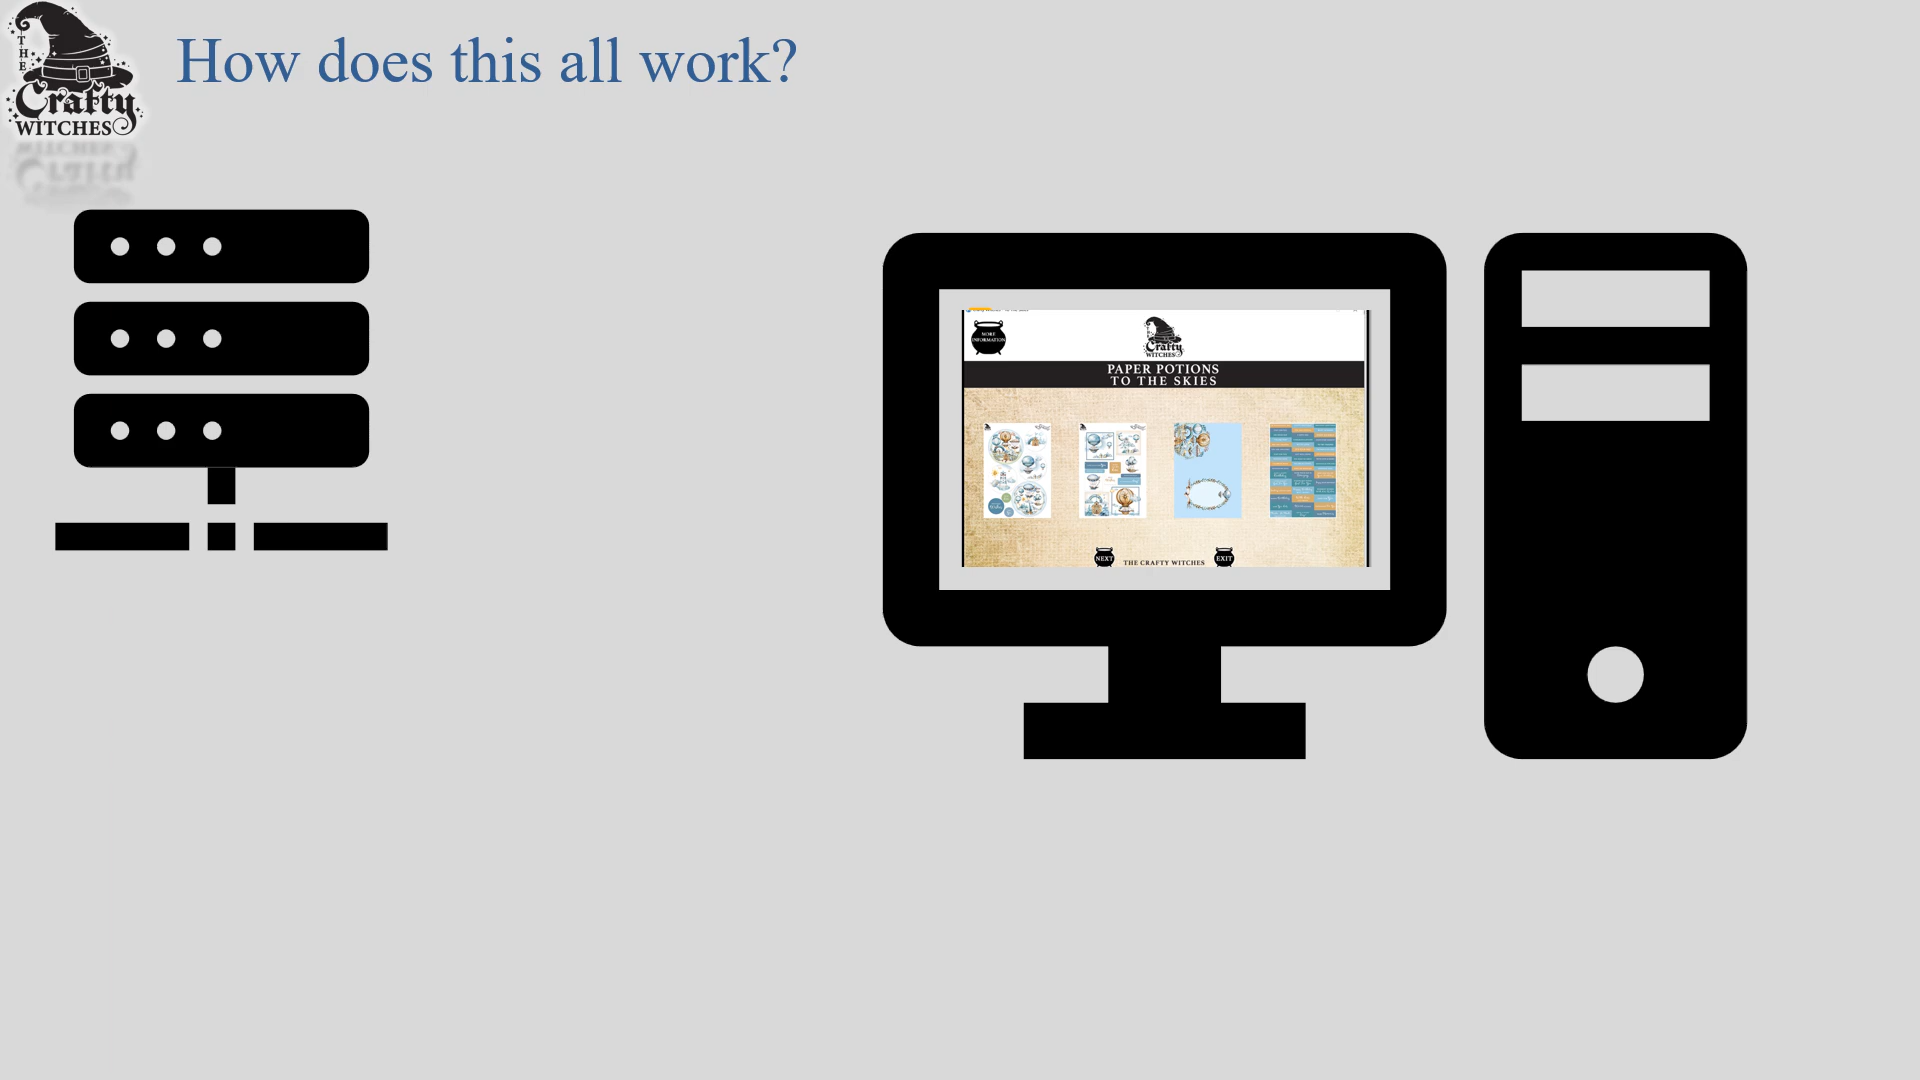 THE
Crafty
WITCHES
How does this all work?
MORE
INFORMATION
Crafty
WITCHES
PAPER POTIONS
TO THE SKIES
NEXT
THE CRAFTY WITCHES
EXIT